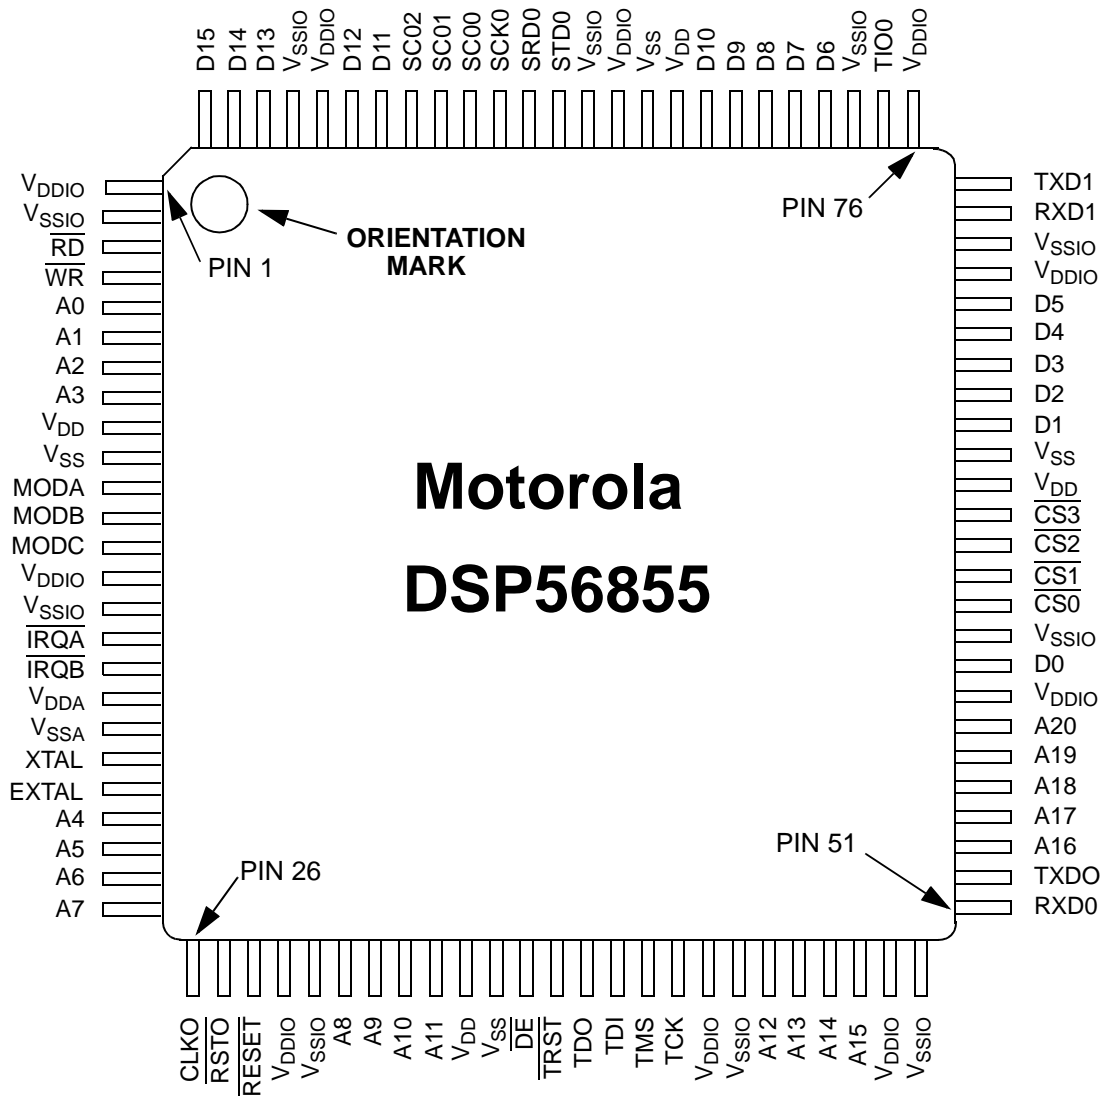 D15
D14
D13
VSSIO
VDDIO
D12
D11
SC02
SC01
SC00
SCK0
SRD0
STD0
VSSIO
VDDIO
VSS
VDD
D10
D9
D8
D7
D6
VSSIO
TIO0
VDDIO
VDDIO
VSSIO
RD
WR
A0
A1
A2
A3
VDD
VSS
MODA
MODB
MODC
VDDIO
VSSIO
IRQA
IRQB
VDDA
VSSA
XTAL
EXTAL
A4
A5
A6
A7
PIN 1
ORIENTATION
MARK
PIN 76
Motorola
DSP56855
PIN 26
PIN 51
TXD1
RXD1
VSSIO
VDDIO
D5
D4
D3
D2
D1
VSS
VDD
CS3
CS2
CS1
CS0
VSSIO
D0
VDDIO
A20
A19
A18
A17
A16
TXDO
RXD0
CLKO
RSTO
RESET
VDDIO
VSSIO
A8
A9
A10
A11
VDD
VSS
DE
TRST
TDO
TDI
TMS
TCK
VDDIO
VSSIO
A12
A13
A14
A15
VDDIO
VSSIO